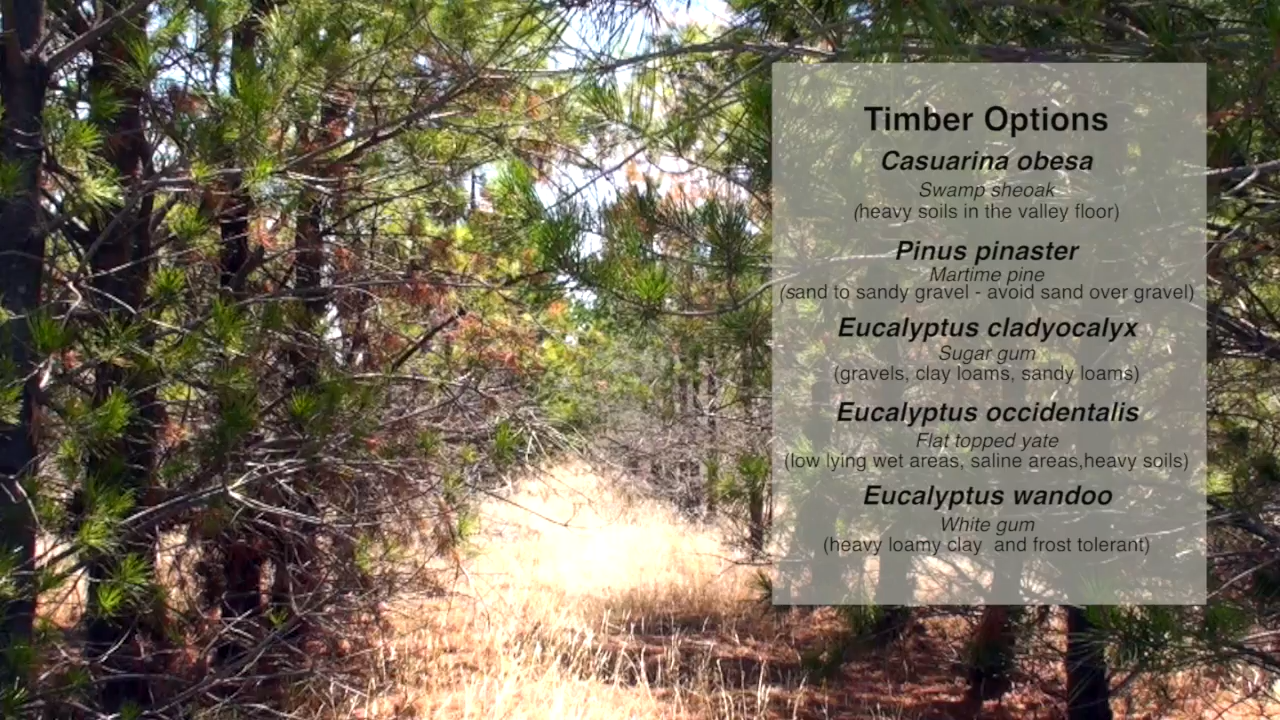 Timber Options
Casuarina obesa
Swamp sheoak
(heavy soils in the valley floor)
Pinus pinaster
Martime pine
(sand to sandy gravel - avoid sand over gravel)
Eucalyptus cladyocalyx
Sugar gum
(gravels, clay loams, sandy loams)
Eucalyptus occidentalis
Flat topped yate
(low lying wet areas, saline areas,heavy soils)
Eucalyptus wandoo
White gum
(heavy loamy clay  and frost tolerant)